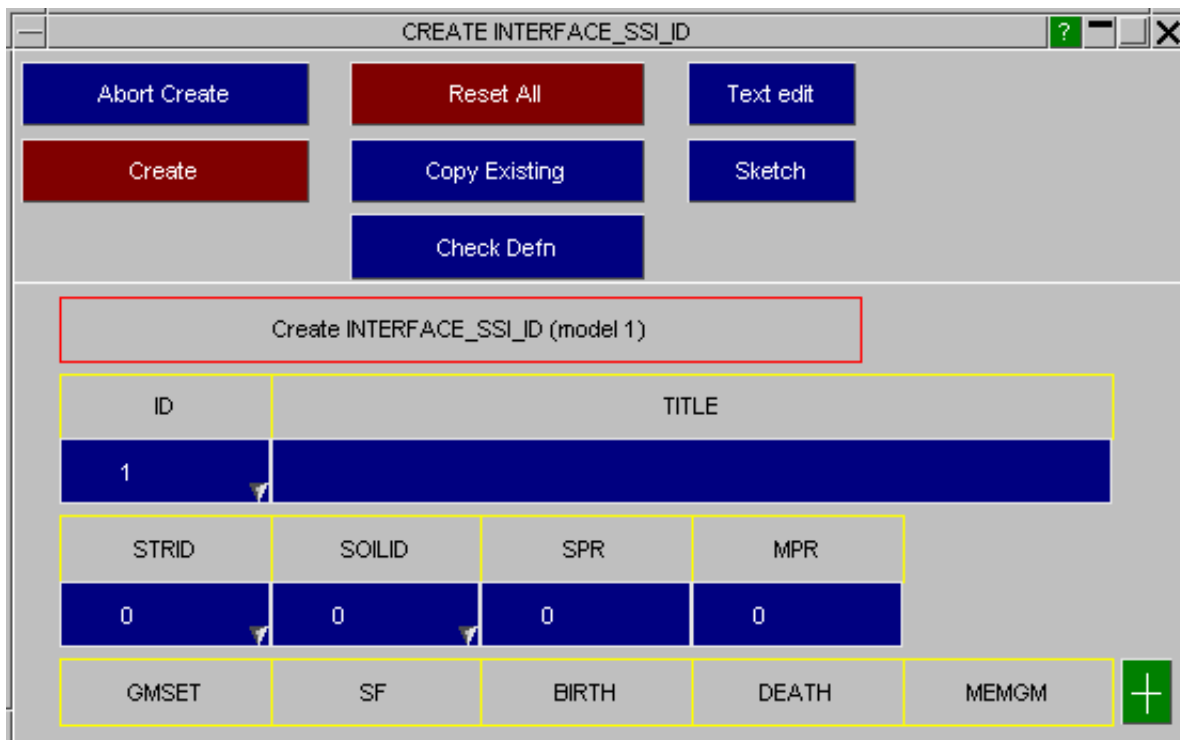 CREATE INTERFACE_SSI_ID ?
Abort Create Reset All Text edit
Create Copy Existing Sketch
Check Defn
Create INTERFACE_SSI_ID (model 1)
ID TITLE
1
STRID SOILID SPR MPR
0 0 0 0
GMSET SF BIRTH DEATH MEMGM +